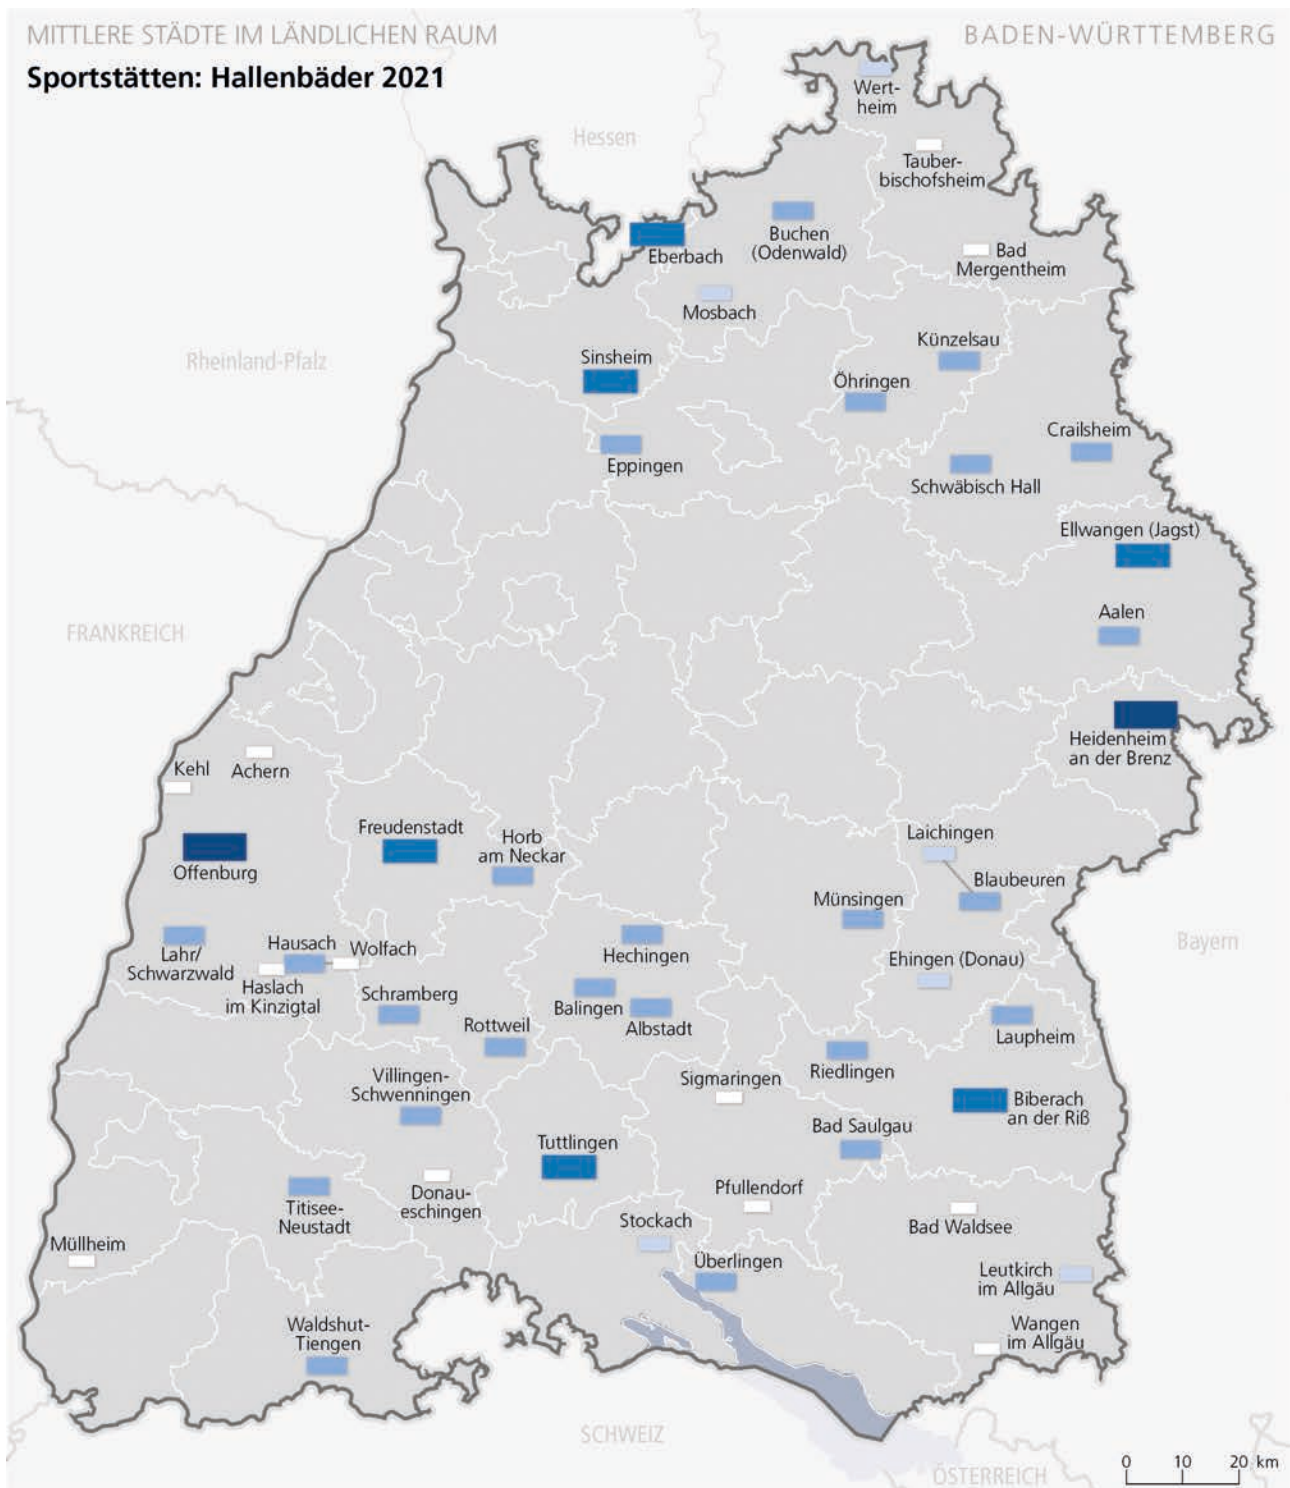 MITTLERE STÄDTE IM LÄNDLICHEN RAUM
BADEN-WÜRTTEMBERG
Sportstätten: Hallenbäder 2021
Wert-
heim
Hessen
Tauber-
bischofsheim
Buchen
(Odenwald)
Eberbach
Bad
Mergentheim
Mosbach
Künzelsau
Sinsheim
Rheinland-Pfalz
Öhringen
Crailsheim
Eppingen
Schwäbisch Hall
Ellwangen (Jagst)
Aalen
FRANKREICH
Heidenheim
an der Brenz
Kehl
Achern
Freudenstadt
Horb
am Neckar
Laichingen
Offenburg
Blaubeuren
Münsingen
Bayern
Hausach
Wolfach
Lahr/
Schwarzwald
Hechingen
Ehingen (Donau)
Haslach
im Kinzigtal
Schramberg
Balingen
Albstadt
Rottweil
Laupheim
Riedlingen
Villingen-
Schwenningen
Sigmaringen
Biberach
an der Riß
Bad Saulgau
Tuttlingen
Donau-
eschingen
Pfullendorf
Titisee-
Neustadt
Stockach
Bad Waldsee
Müllheim
Überlingen
Leutkirch
im Allgäu
Waldshut-
Tiengen
Wangen
im Allgäu
SCHWEIZ
ÖSTERREICH
0 10 20 km